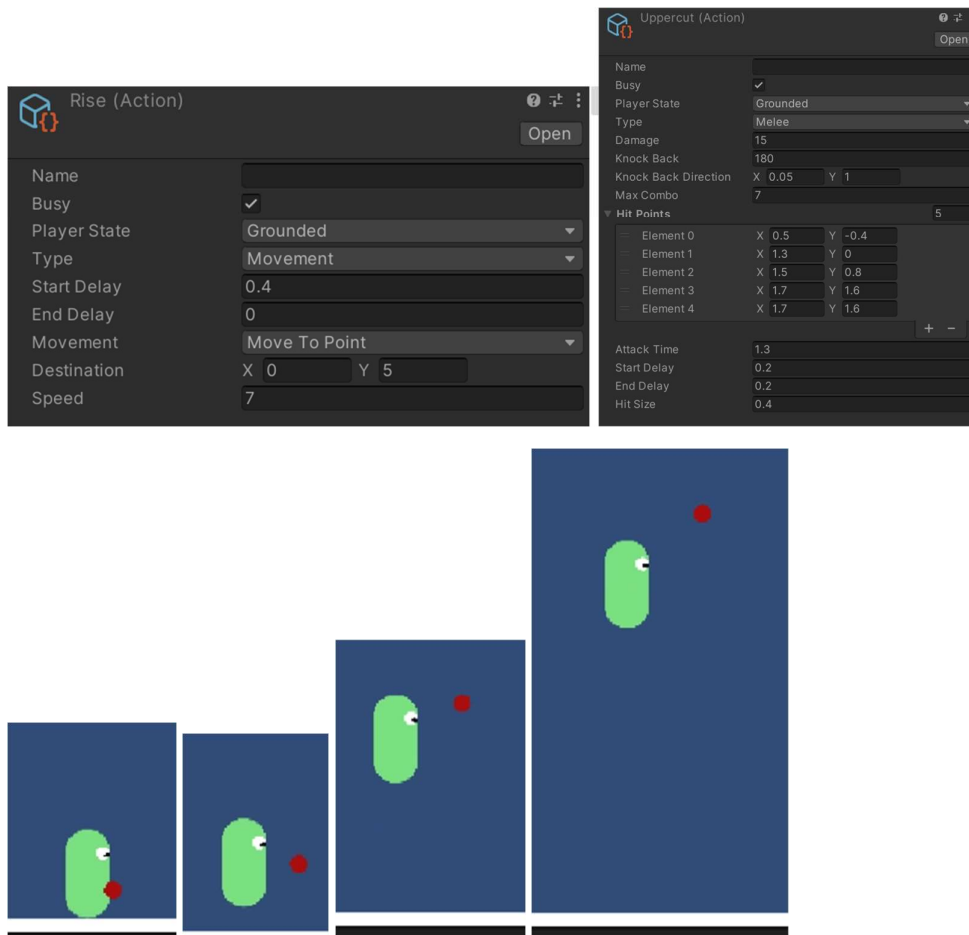 Rise (Action)
Open
Name
Busy
Player State Grounded
Type Movement
Start Delay 0.4
End Delay 0
Movement Move To Point
Destination X 0 Y 5
Speed 7
Uppercut (Action)
Open
Name
Busy
Player State Grounded
Type Melee
Damage 15
Knock Back 180
Knock Back Direction X 0.05 Y 1
Max Combo 7
Hit Points 5
Element 0 X 0.5 Y -0.4
Element 1 X 1.3 Y 0
Element 2 X 1.5 Y 0.8
Element 3 X 1.7 Y 1.6
Element 4 X 1.7 Y 1.6
+ -
Attack Time 1.3
Start Delay 0.2
End Delay 0.2
Hit Size 0.4